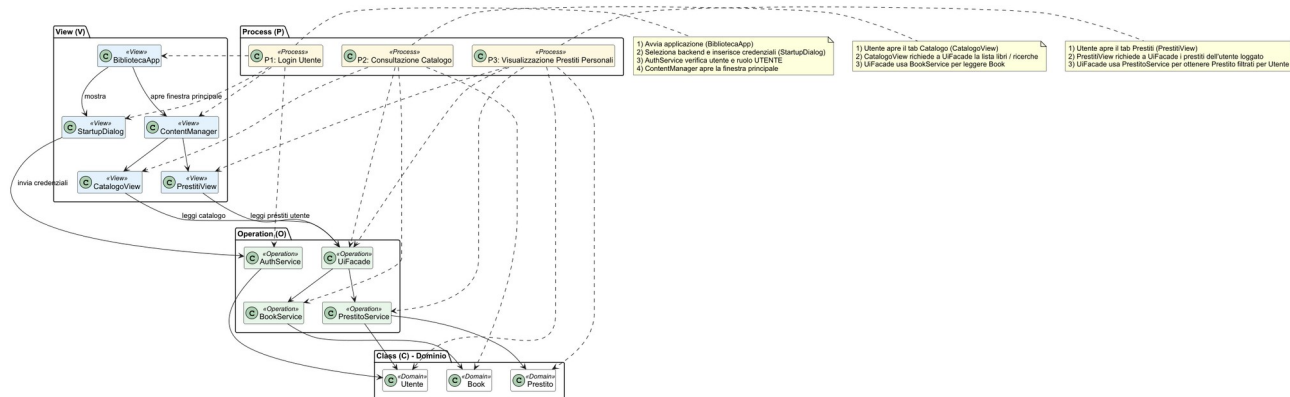 View (V)
Process (P)
«View»
C BibliotecaApp
«Process»
C P1: Login Utente
«Process»
C P2: Consultazione Catalogo
«Process»
C P3: Visualizzazione Prestiti Personali
1) Avvia applicazione (BibliotecaApp)
2) Seleziona backend e inserisce credenziali (StartupDialog)
3) AuthService verifica utente e ruolo UTENTE
4) ContentManager apre la finestra principale
1) Utente apre il tab Catalogo (CatalogoView)
2) CatalogoView richiede a UiFacade la lista libri / ricerche
3) UiFacade usa BookService per leggere Book
1) Utente apre il tab Prestiti (PrestitiView)
2) PrestitiView richiede a UiFacade i prestiti dell'utente loggato
3) UiFacade usa PrestitoService per ottenere Prestito filtrati per Utente
mostra
apre finestra principale
«View»
C StartupDialog
«View»
C ContentManager
invia credenziali
«View»
C CatalogoView
«View»
C PrestitiView
leggi catalogo
leggi prestiti utente
Operation (O)
«Operation»
C AuthService
«Operation»
C UiFacade
«Operation»
C BookService
«Operation»
C PrestitoService
Class (C) - Dominio
«Domain»
C Utente
«Domain»
C Book
«Domain»
C Prestito